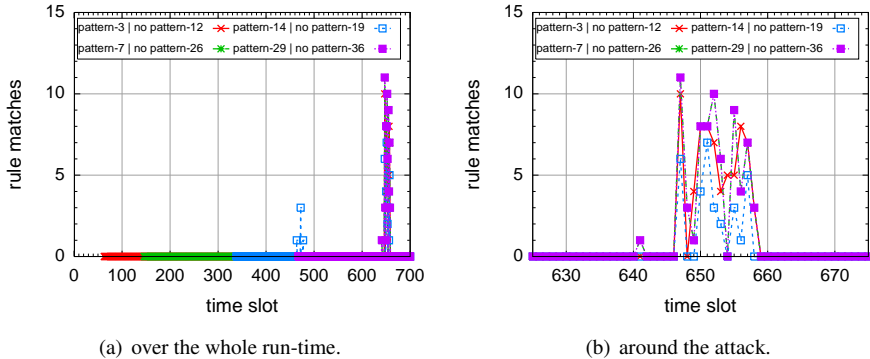 15
10
5
0
rule matches
pattern-3 | no pattern-12
pattern-14 | no pattern-19
pattern-7 | no pattern-26
pattern-29 | no pattern-36
0 100 200 300 400 500 600 700
time slot
(a) over the whole run-time.
15
10
5
0
rule matches
pattern-3 | no pattern-12
pattern-14 | no pattern-19
pattern-7 | no pattern-26
pattern-29 | no pattern-36
630 640 650 660 670
time slot
(b) around the attack.